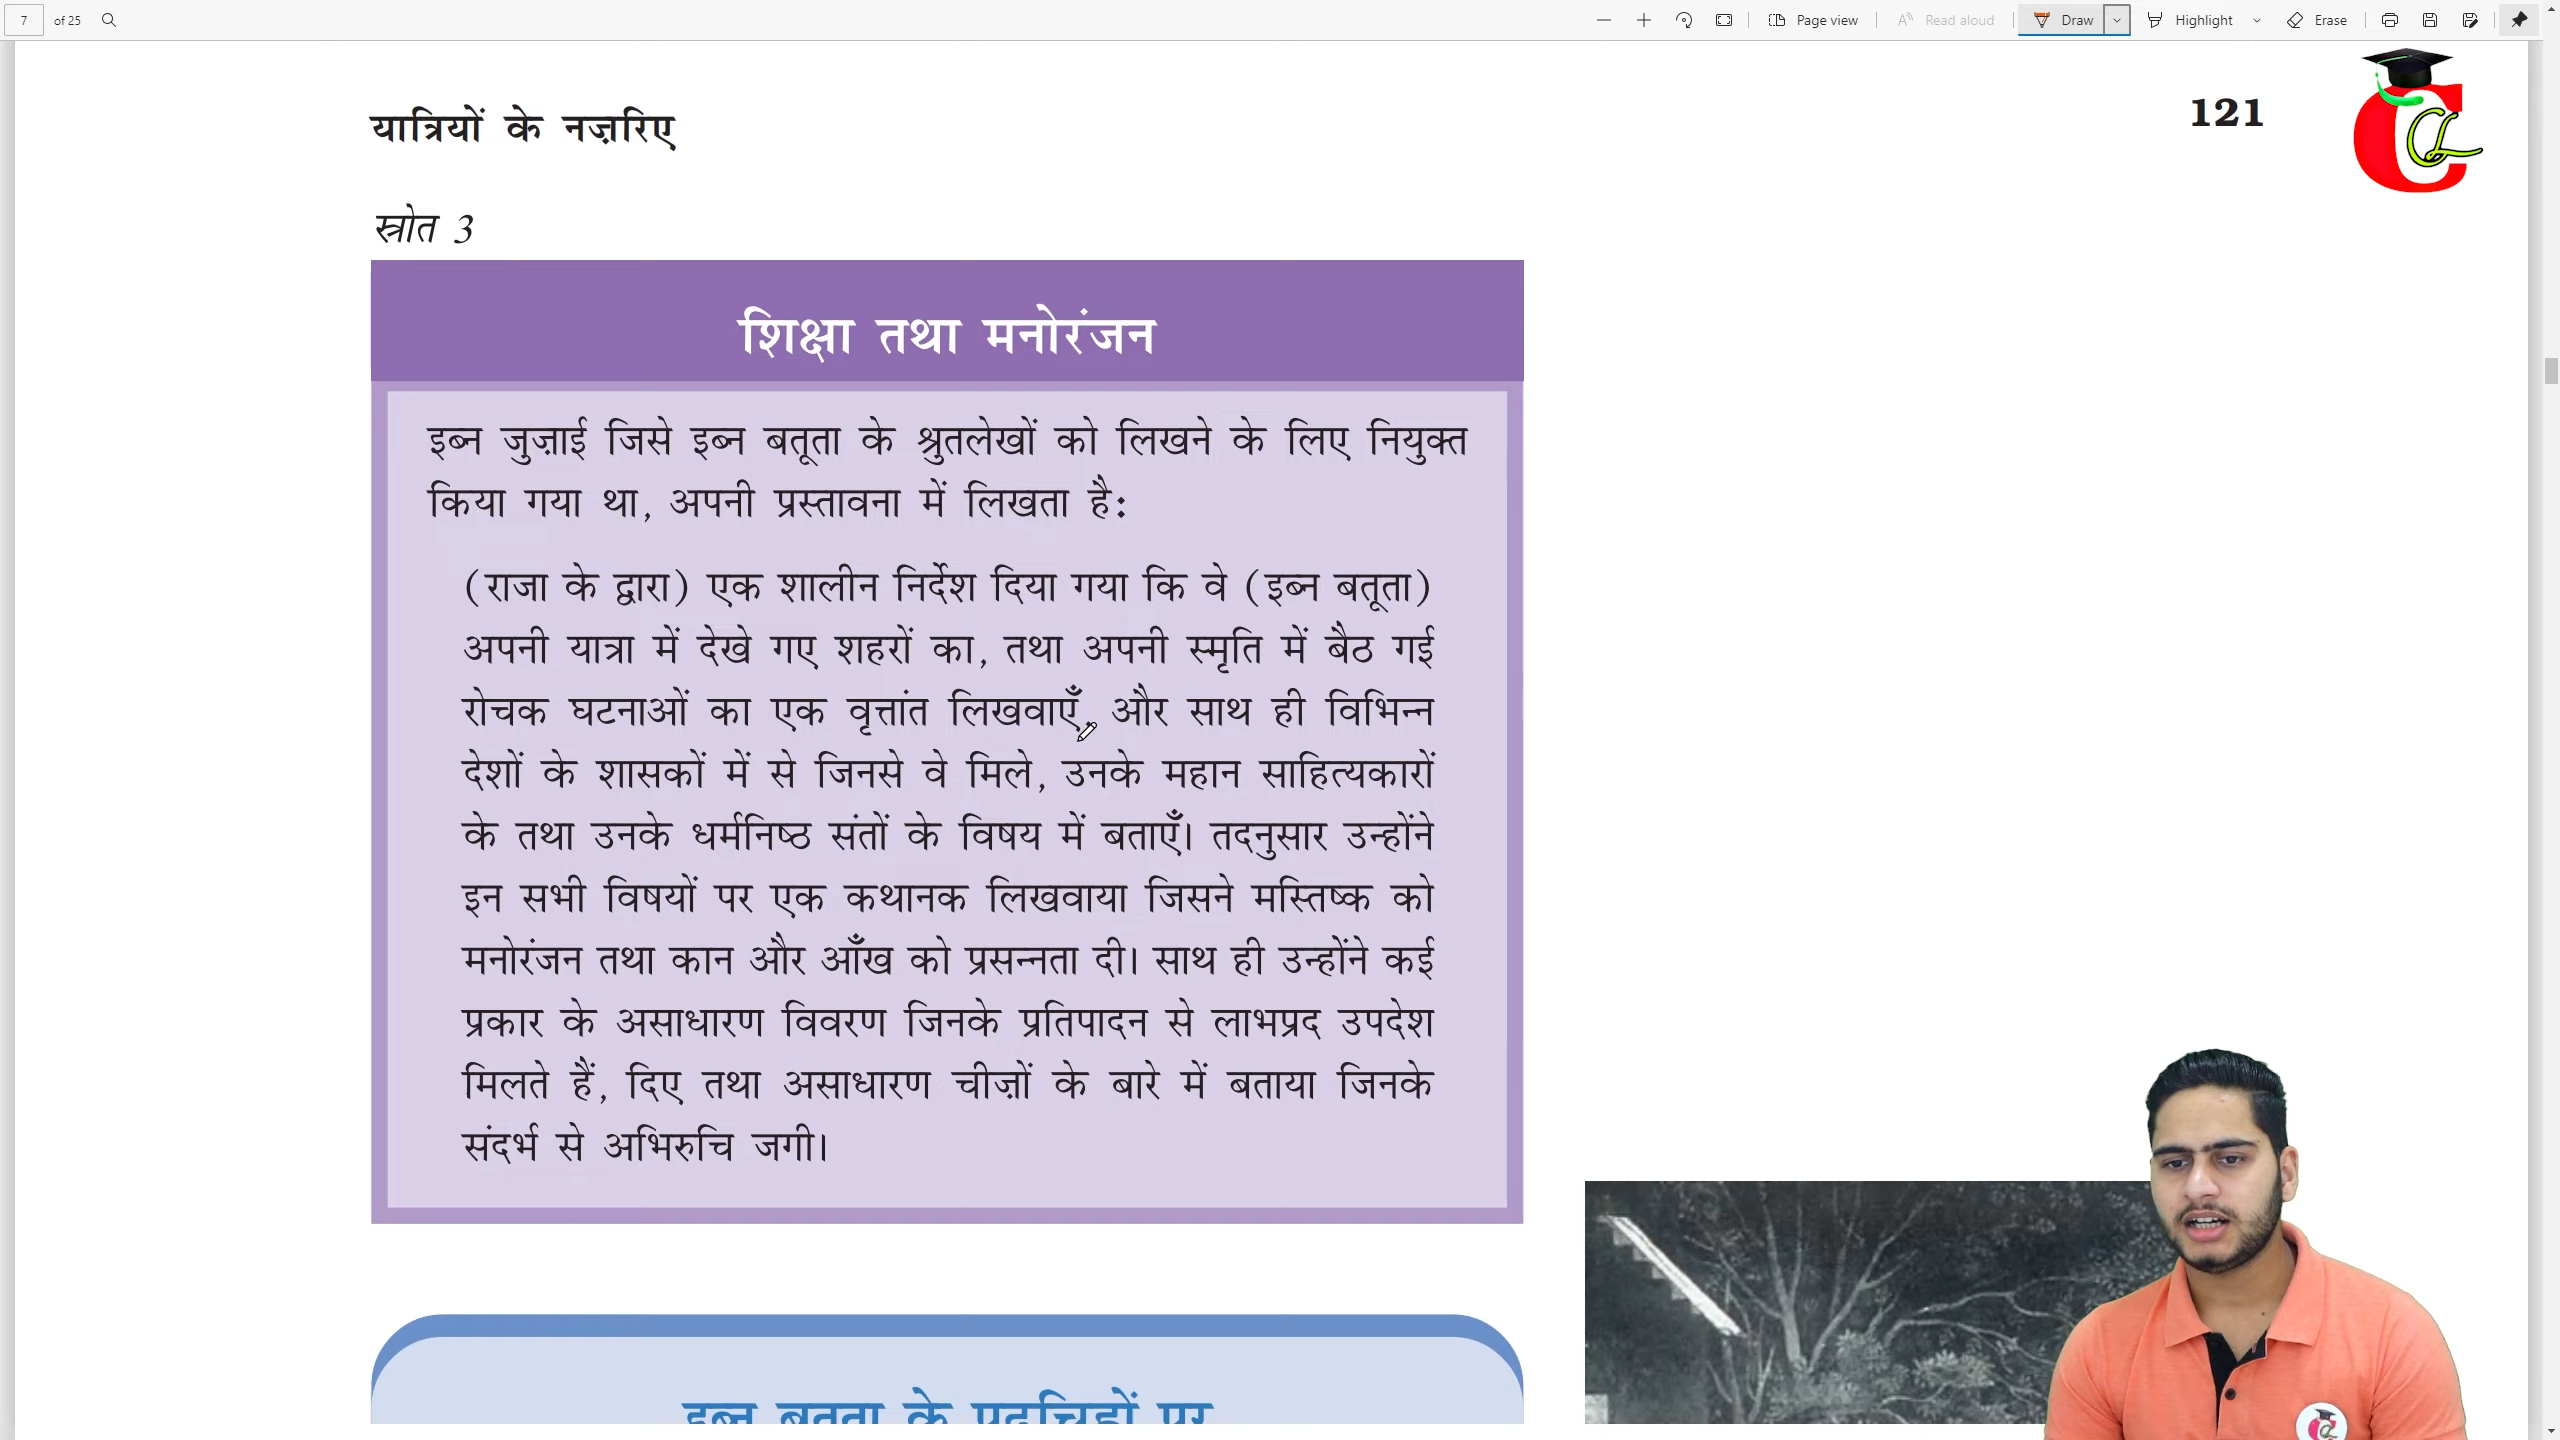 7 of 25 Page view Read aloud Draw Highlight Erase
यात्रियों के नज़रिए
121
स्रोत 3
शिक्षा तथा मनोरंजन
इब्न जुज़ाई जिसे इब्न बतूता के श्रुतलेखों को लिखने के लिए नियुक्त
किया गया था, अपनी प्रस्तावना में लिखता है:
(राजा के द्वारा) एक शालीन निर्देश दिया गया कि वे (इब्न बतूता)
अपनी यात्रा में देखे गए शहरों का, तथा अपनी स्मृति में बैठ गई
रोचक घटनाओं का एक वृत्तांत लिखवाएँ, और साथ ही विभिन्न
देशों के शासकों में से जिनसे वे मिले, उनके महान साहित्यकारों
के तथा उनके धर्मनिष्ठ संतों के विषय में बताएँ। तदनुसार उन्होंने
इन सभी विषयों पर एक कथानक लिखवाया जिसने मस्तिष्क को
मनोरंजन तथा कान और आँख को प्रसन्नता दी। साथ ही उन्होंने कई
प्रकार के असाधारण विवरण जिनके प्रतिपादन से लाभप्रद उपदेश
मिलते हैं, दिए तथा असाधारण चीज़ों के बारे में बताया जिनके
संदर्भ से अभिरुचि जगी।
इब्न बतूता के पदचिह्नों पर